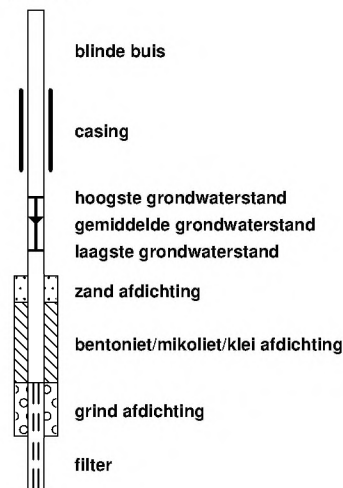 blinde buis
casing
hoogste grondwaterstand
gemiddelde grondwaterstand
laagste grondwaterstand
zand afdichting
bentoniet/mikoliet/klei afdichting
grind afdichting
filter